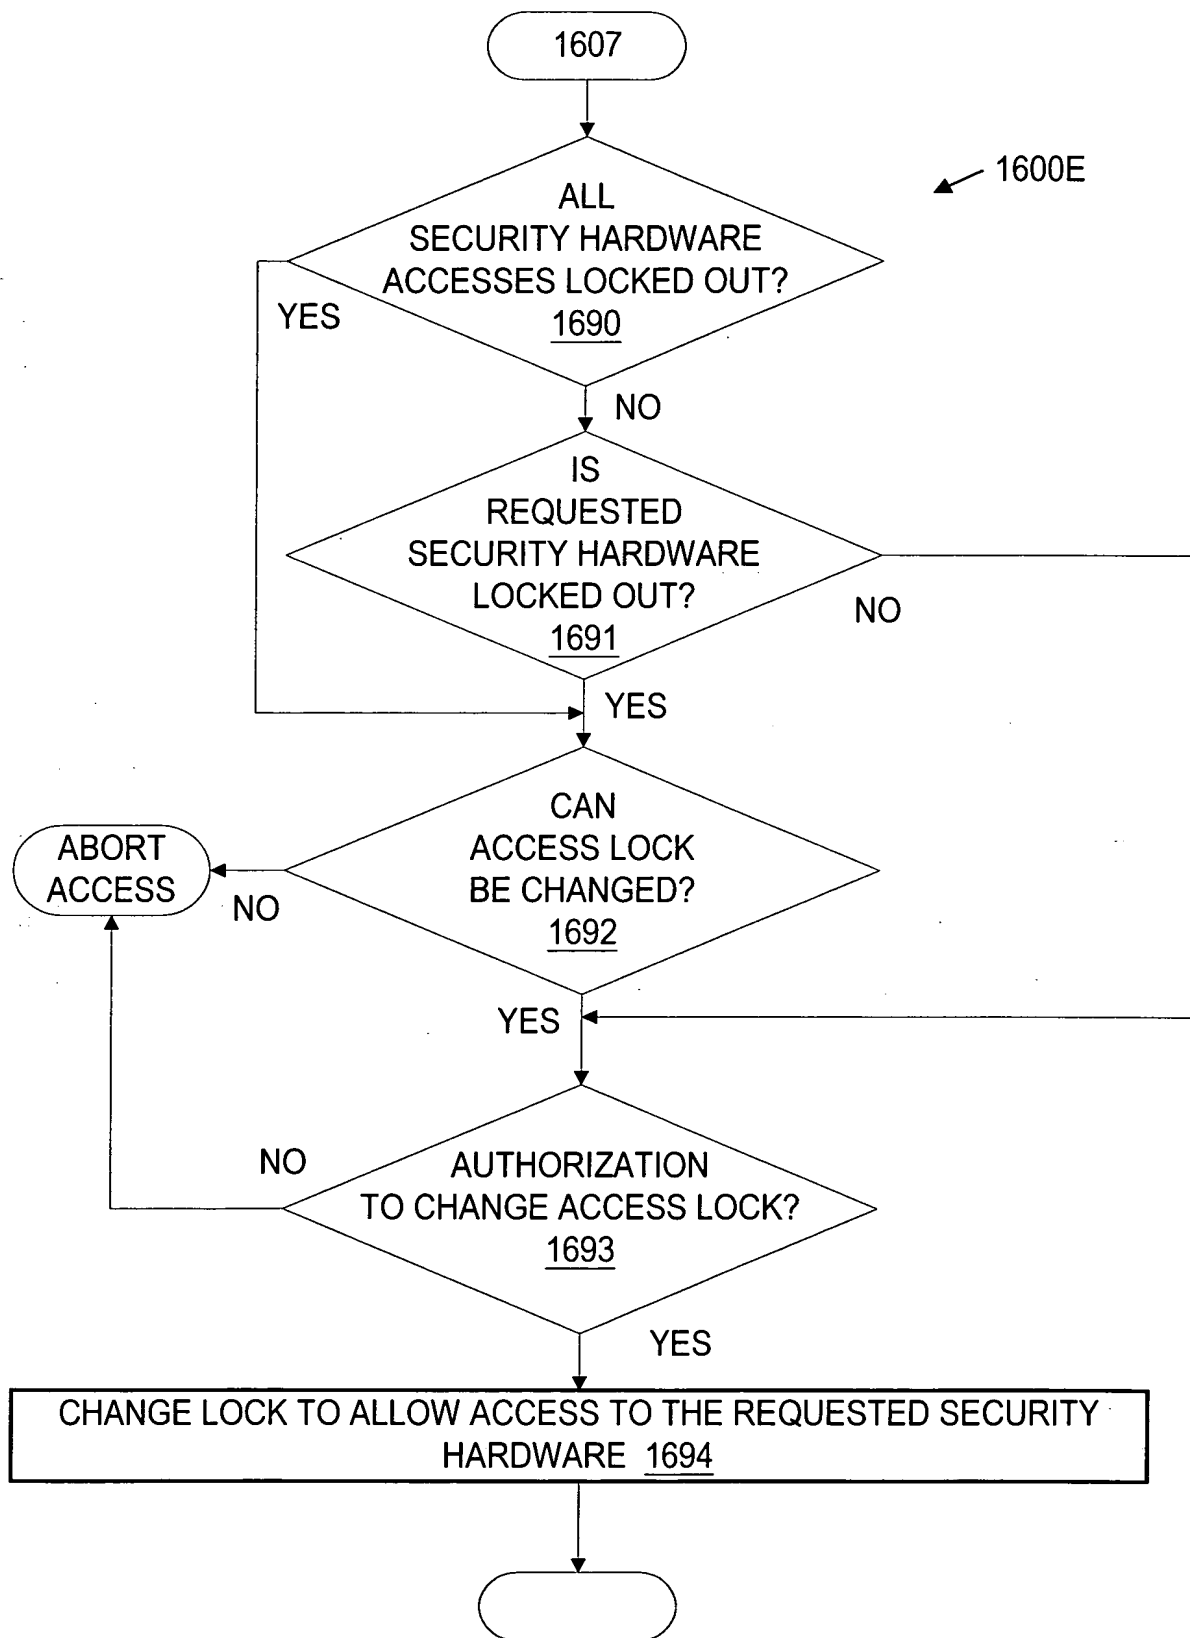 1607
1600E
ALL
SECURITY HARDWARE
ACCESSES LOCKED OUT?
1690
YES
NO
IS
REQUESTED
SECURITY HARDWARE
LOCKED OUT?
1691
NO
YES
CAN
ACCESS LOCK
BE CHANGED?
1692
ABORT
ACCESS
NO
YES
NO
AUTHORIZATION
TO CHANGE ACCESS LOCK?
1693
YES
CHANGE LOCK TO ALLOW ACCESS TO THE REQUESTED SECURITY
HARDWARE 1694